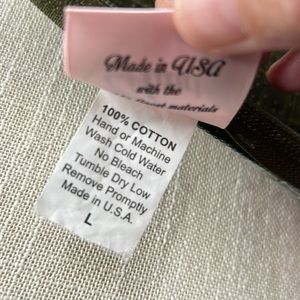 Made in USA
with the
materials
100% COTTON
Hand or Machine
Wash Cold Water
No Bleach
Tumble Dry Low
Remove Promptly
Made in U.S.A.
L